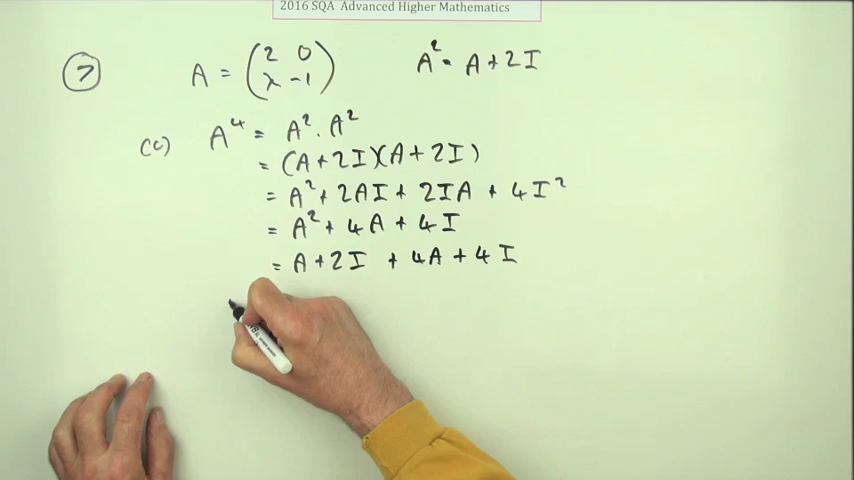 2016 SQA Advanced Higher Mathematics
7 A = (2 0 λ -1) A² = A + 2I
(c) A⁴ = A² . A²
= (A + 2I)(A + 2I)
= A² + 2AI + 2IA + 4I²
= A² + 4A + 4I
= A + 2I + 4A + 4I